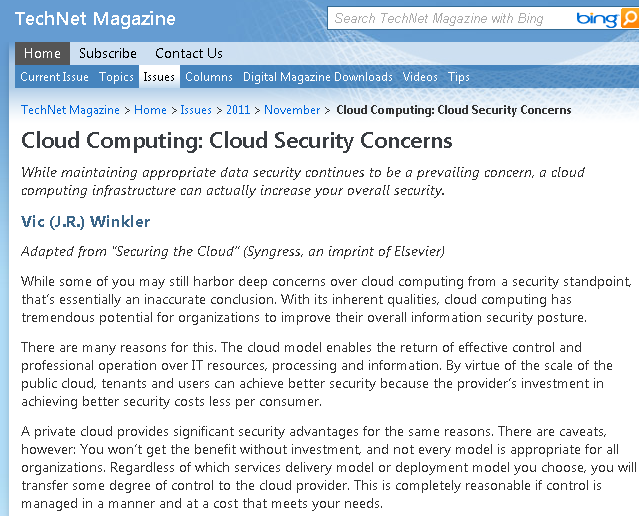 TechNet Magazine
Search TechNet Magazine with Bing
bing
Home Subscribe Contact Us
Current Issue Topics Issues Columns Digital Magazine Downloads Videos Tips
TechNet Magazine > Home > Issues > 2011 > November > Cloud Computing: Cloud Security Concerns
Cloud Computing: Cloud Security Concerns
While maintaining appropriate data security continues to be a prevailing concern, a cloud
computing infrastructure can actually increase your overall security.
Vic (J.R.) Winkler
Adapted from "Securing the Cloud" (Syngress, an imprint of Elsevier)
While some of you may still harbor deep concerns over cloud computing from a security standpoint,
that's essentially an inaccurate conclusion. With its inherent qualities, cloud computing has
tremendous potential for organizations to improve their overall information security posture.
There are many reasons for this. The cloud model enables the return of effective control and
professional operation over IT resources, processing and information. By virtue of the scale of the
public cloud, tenants and users can achieve better security because the provider's investment in
achieving better security costs less per consumer.
A private cloud provides significant security advantages for the same reasons. There are caveats,
however: You won't get the benefit without investment, and not every model is appropriate for all
organizations. Regardless of which services delivery model or deployment model you choose, you will
transfer some degree of control to the cloud provider. This is completely reasonable if control is
managed in a manner and at a cost that meets your needs.